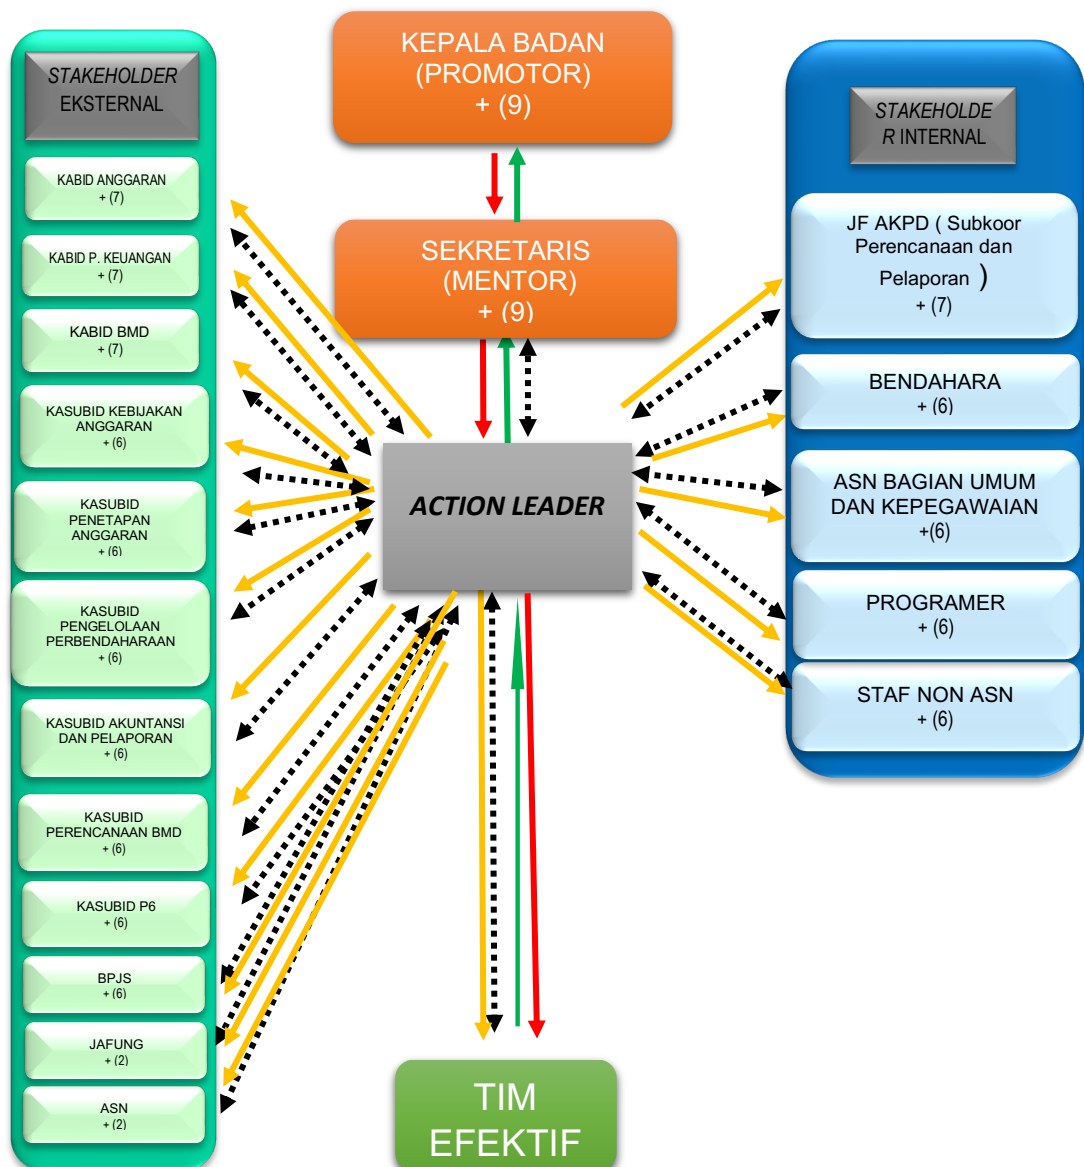 STAKEHOLDER
EKSTERNAL
KABID ANGGARAN
+ (7)
KABID P. KEUANGAN
+ (7)
KABID BMD
+ (7)
KASUBID KEBIJAKAN
ANGGARAN
+ (6)
KASUBID
PENETAPAN
ANGGARAN
+ (6)
KASUBID
PENGELOLAAN
PERBENDAHARAAN
+ (6)
KASUBID AKUNTANSI
DAN PELAPORAN
+ (6)
KASUBID
PERENCANAAN BMD
+ (6)
KASUBID P6
+ (6)
BPJS
+ (6)
JAFUNG
+ (2)
ASN
+ (2)
KEPALA BADAN
(PROMOTOR)
+ (9)
SEKRETARIS
(MENTOR)
+ (9)
ACTION LEADER
TIM
EFEKTIF
STAKEHOLDE
R INTERNAL
JF AKPD ( Subkoor
Perencanaan dan
Pelaporan )
+ (7)
BENDAHARA
+ (6)
ASN BAGIAN UMUM
DAN KEPEGAWAIAN
+(6)
PROGRAMER
+ (6)
STAF NON ASN
+ (6)